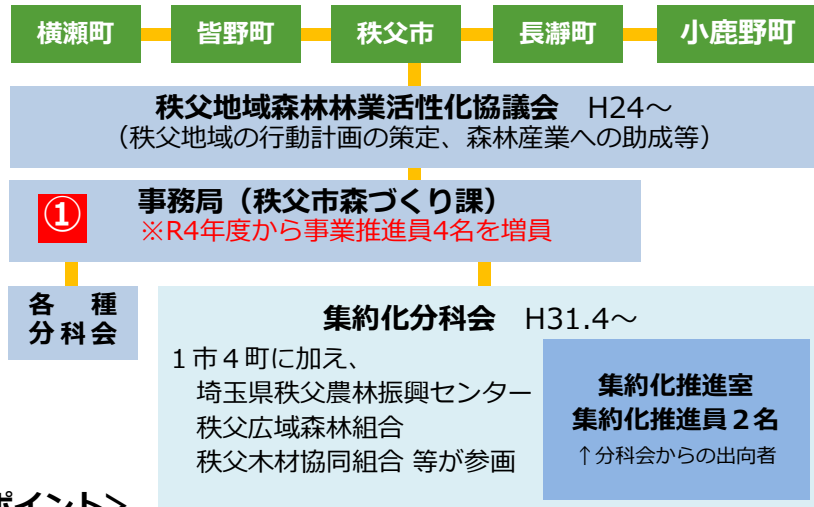 横瀬町 皆野町 秩父市 長瀞町 小鹿野町
秩父地域森林林業活性化協議会 H24～
（秩父地域の行動計画の策定、森林産業への助成等）
① 事務局（秩父市森づくり課）
※R4年度から事業推進員4名を増員
各 種
分科会
集約化分科会 H31.4～
１市４町に加え、
埼玉県秩父農林振興センター
秩父広域森林組合
秩父木材協同組合 等が参画
集約化推進室
集約化推進員２名
↑分科会からの出向者
ポイント＞